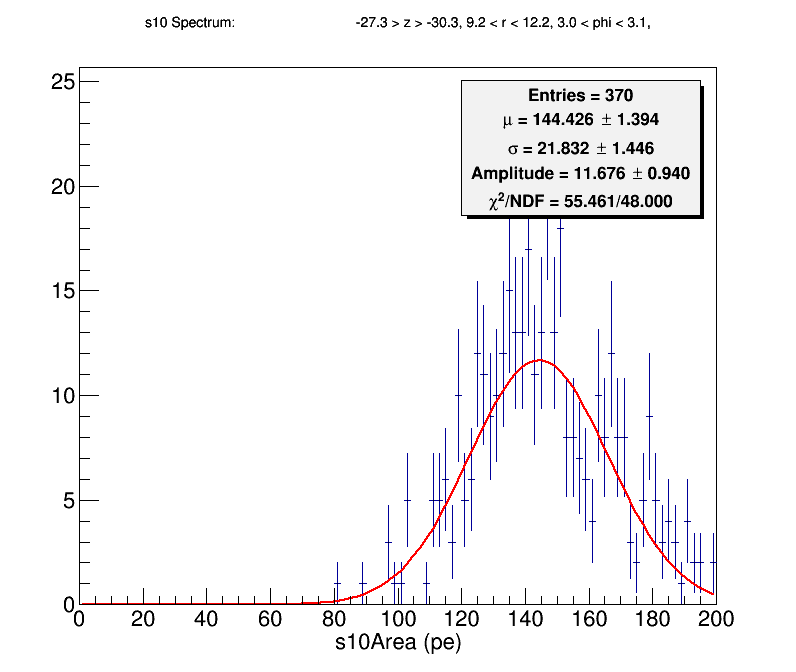 s10 Spectrum: -27.3 > z > -30.3, 9.2 < r < 12.2, 3.0 < phi < 3.1,
25
20
15
10
5
0
Entries = 370
μ = 144.426 ± 1.394
σ = 21.832 ± 1.446
Amplitude = 11.676 ± 0.940
χ²/NDF = 55.461/48.000
0 20 40 60 80 100 120 140 160 180 200
s10Area (pe)